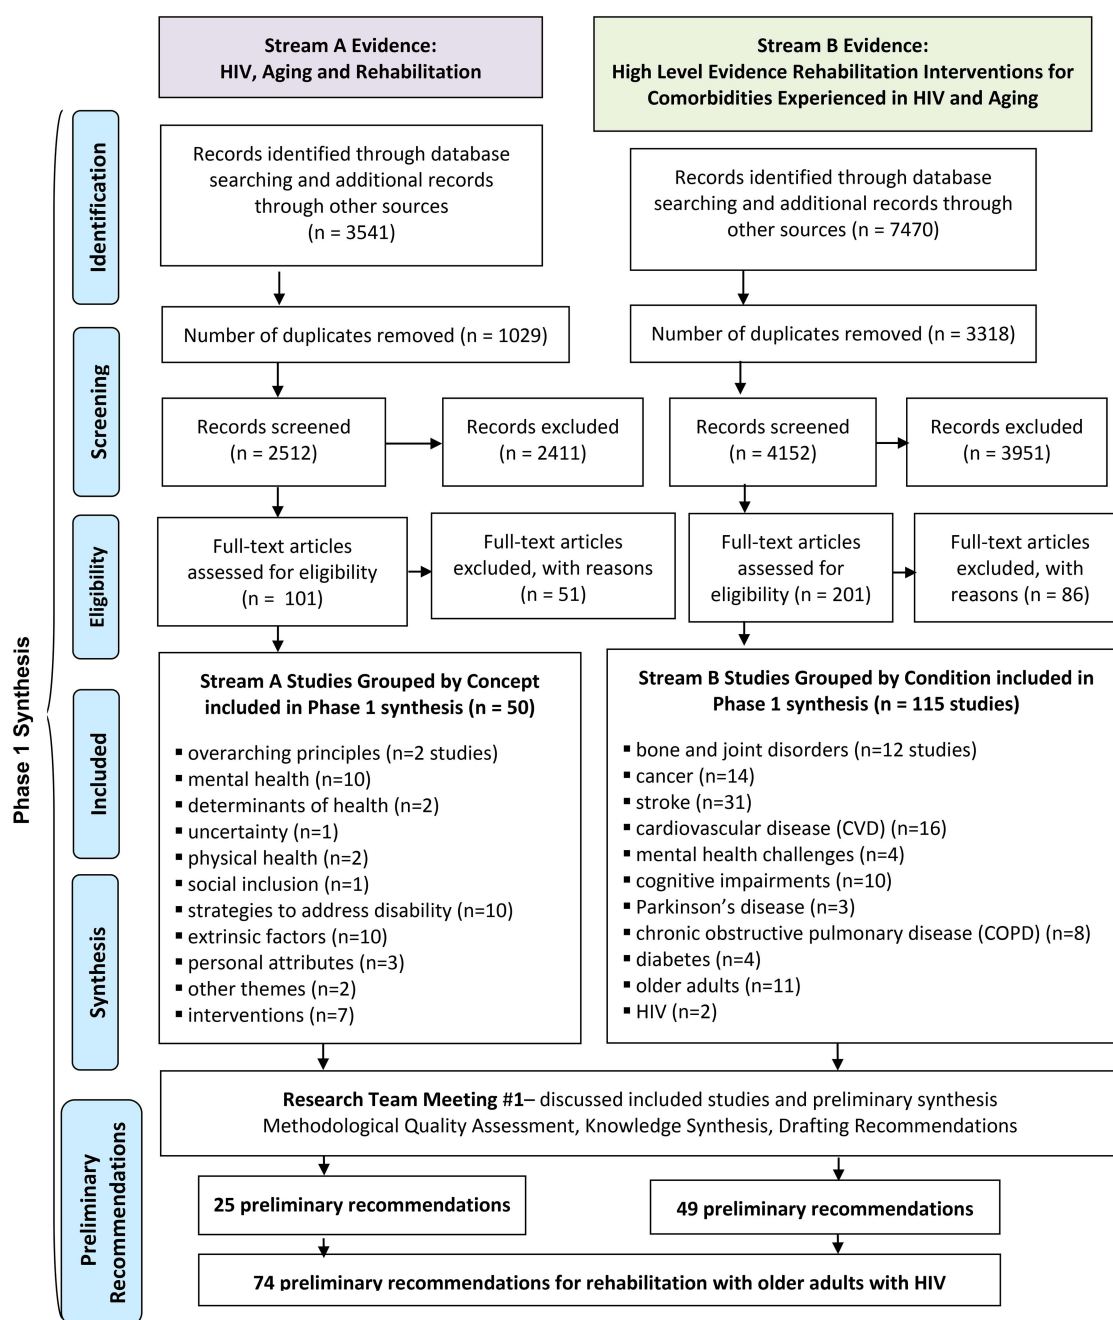 Stream A Evidence:
HIV, Aging and Rehabilitation
Stream B Evidence:
High Level Evidence Rehabilitation Interventions for
Comorbidities Experienced in HIV and Aging
Phase 1 Synthesis
Identification
Records identified through database
searching and additional records
through other sources
(n = 3541)
Records identified through database
searching and additional records through
other sources (n = 7470)
Number of duplicates removed (n = 1029)
Number of duplicates removed (n = 3318)
Screening
Records screened
(n = 2512)
Records excluded
(n = 2411)
Records screened
(n = 4152)
Records excluded
(n = 3951)
Eligibility
Full-text articles
assessed for eligibility
(n = 101)
Full-text articles
excluded, with reasons
(n = 51)
Full-text articles
assessed for
eligibility (n = 201)
Full-text articles
excluded, with
reasons (n = 86)
Included
Synthesis
Stream A Studies Grouped by Concept
included in Phase 1 synthesis (n = 50)
▪ overarching principles (n=2 studies)
▪ mental health (n=10)
▪ determinants of health (n=2)
▪ uncertainty (n=1)
▪ physical health (n=2)
▪ social inclusion (n=1)
▪ strategies to address disability (n=10)
▪ extrinsic factors (n=10)
▪ personal attributes (n=3)
▪ other themes (n=2)
▪ interventions (n=7)
Stream B Studies Grouped by Condition included in
Phase 1 synthesis (n = 115 studies)
▪ bone and joint disorders (n=12 studies)
▪ cancer (n=14)
▪ stroke (n=31)
▪ cardiovascular disease (CVD) (n=16)
▪ mental health challenges (n=4)
▪ cognitive impairments (n=10)
▪ Parkinson’s disease (n=3)
▪ chronic obstructive pulmonary disease (COPD) (n=8)
▪ diabetes (n=4)
▪ older adults (n=11)
▪ HIV (n=2)
Preliminary
Recommendations
Research Team Meeting #1– discussed included studies and preliminary synthesis
Methodological Quality Assessment, Knowledge Synthesis, Drafting Recommendations
25 preliminary recommendations
49 preliminary recommendations
74 preliminary recommendations for rehabilitation with older adults with HIV